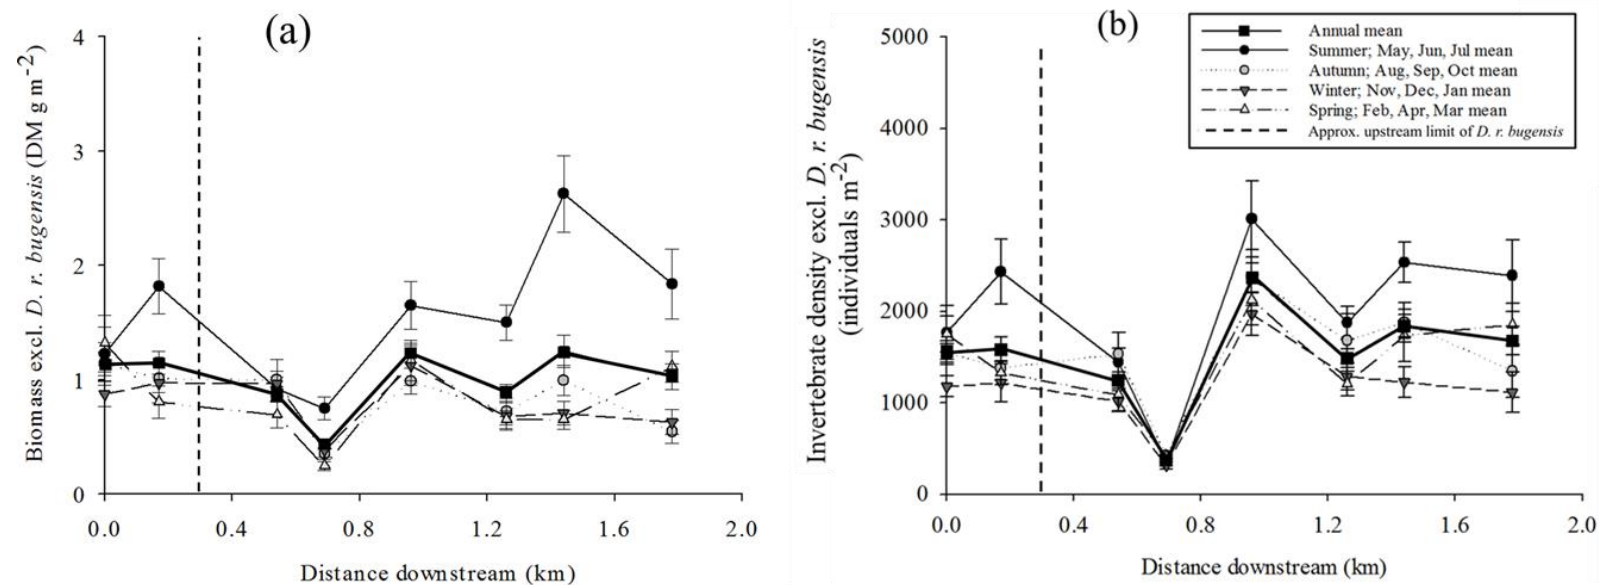 (a)
Biomass excl. D. r. bugensis (DM g m-2)
4
3
2
1
0
0.0 0.4 0.8 1.2 1.6 2.0
Distance downstream (km)
(b)
Invertebrate density excl. D. r. bugensis
(individuals m-2)
5000
4000
3000
2000
1000
0
0.0 0.4 0.8 1.2 1.6 2.0
Distance downstream (km)
Annual mean
Summer; May, Jun, Jul mean
Autumn; Aug, Sep, Oct mean
Winter; Nov, Dec, Jan mean
Spring; Feb, Apr, Mar mean
Approx. upstream limit of D. r. bugensis